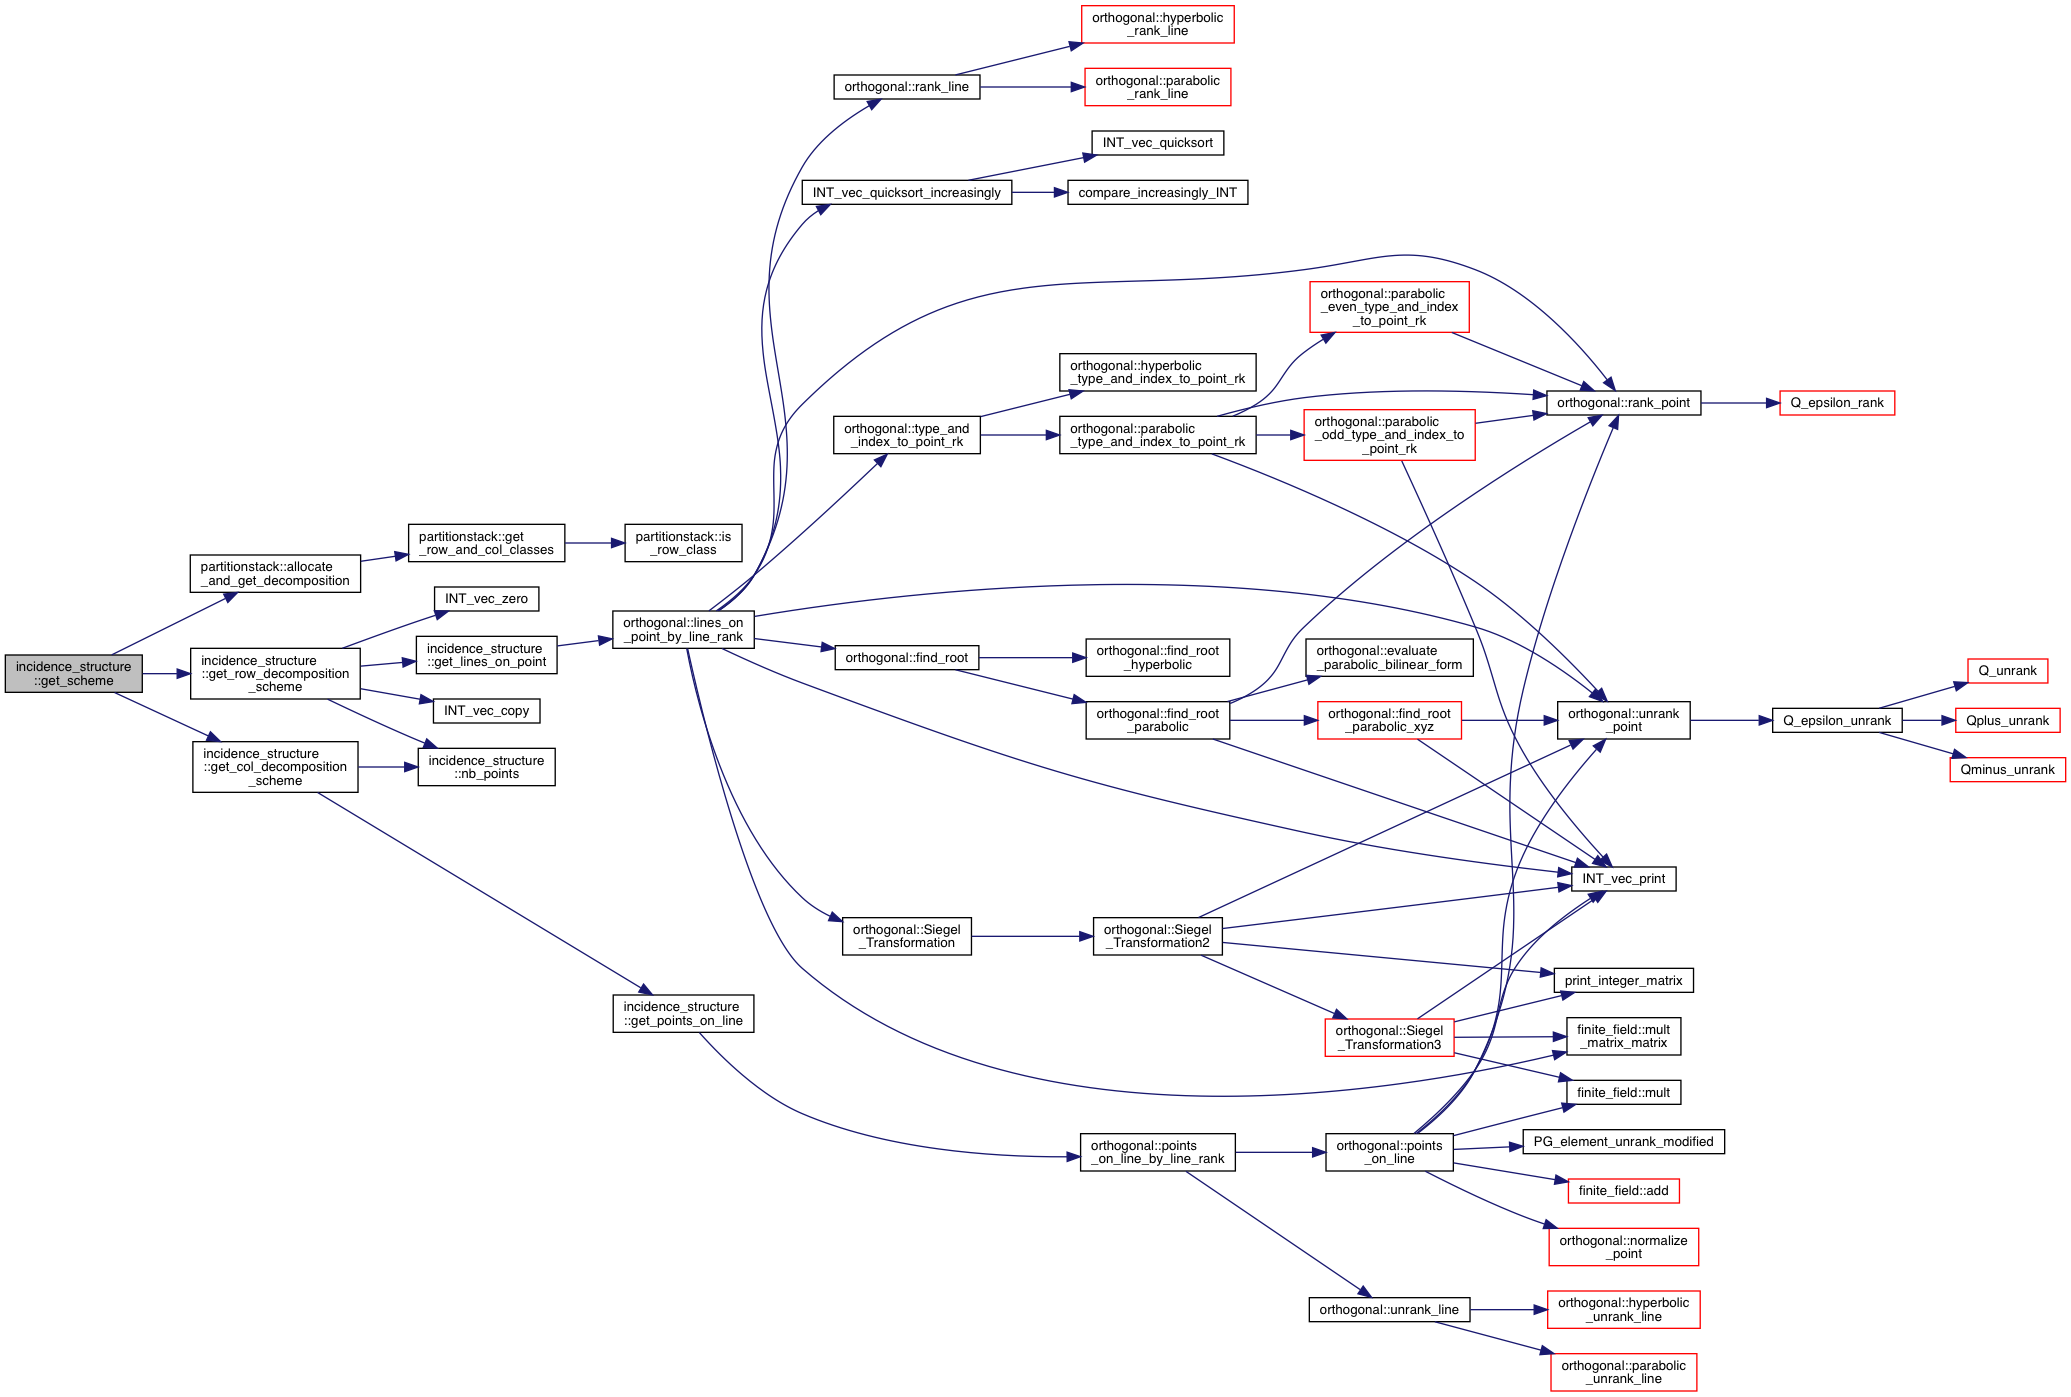 incidence_structure
::get_scheme
partitionstack::allocate
_and_get_decomposition
partitionstack::get
_row_and_col_classes
partitionstack::is
_row_class
incidence_structure
::get_row_decomposition
_scheme
INT_vec_zero
incidence_structure
::get_lines_on_point
INT_vec_copy
incidence_structure
::nb_points
incidence_structure
::get_col_decomposition
_scheme
orthogonal::lines_on
_point_by_line_rank
incidence_structure
::get_points_on_line
orthogonal::rank_line
orthogonal::hyperbolic
_rank_line
orthogonal::parabolic
_rank_line
INT_vec_quicksort_increasingly
INT_vec_quicksort
compare_increasingly_INT
orthogonal::type_and
_index_to_point_rk
orthogonal::hyperbolic
_type_and_index_to_point_rk
orthogonal::parabolic
_type_and_index_to_point_rk
orthogonal::parabolic
_even_type_and_index
_to_point_rk
orthogonal::parabolic
_odd_type_and_index_to
_point_rk
orthogonal::rank_point
Q_epsilon_rank
orthogonal::find_root
orthogonal::find_root
_hyperbolic
orthogonal::find_root
_parabolic
orthogonal::evaluate
_parabolic_bilinear_form
orthogonal::find_root
_parabolic_xyz
orthogonal::unrank
_point
Q_epsilon_unrank
Q_unrank
Qplus_unrank
Qminus_unrank
INT_vec_print
orthogonal::Siegel
_Transformation
orthogonal::Siegel
_Transformation2
orthogonal::Siegel
_Transformation3
print_integer_matrix
finite_field::mult
_matrix_matrix
finite_field::mult
orthogonal::points
_on_line_by_line_rank
orthogonal::points
_on_line
PG_element_unrank_modified
finite_field::add
orthogonal::normalize
_point
orthogonal::unrank_line
orthogonal::hyperbolic
_unrank_line
orthogonal::parabolic
_unrank_line